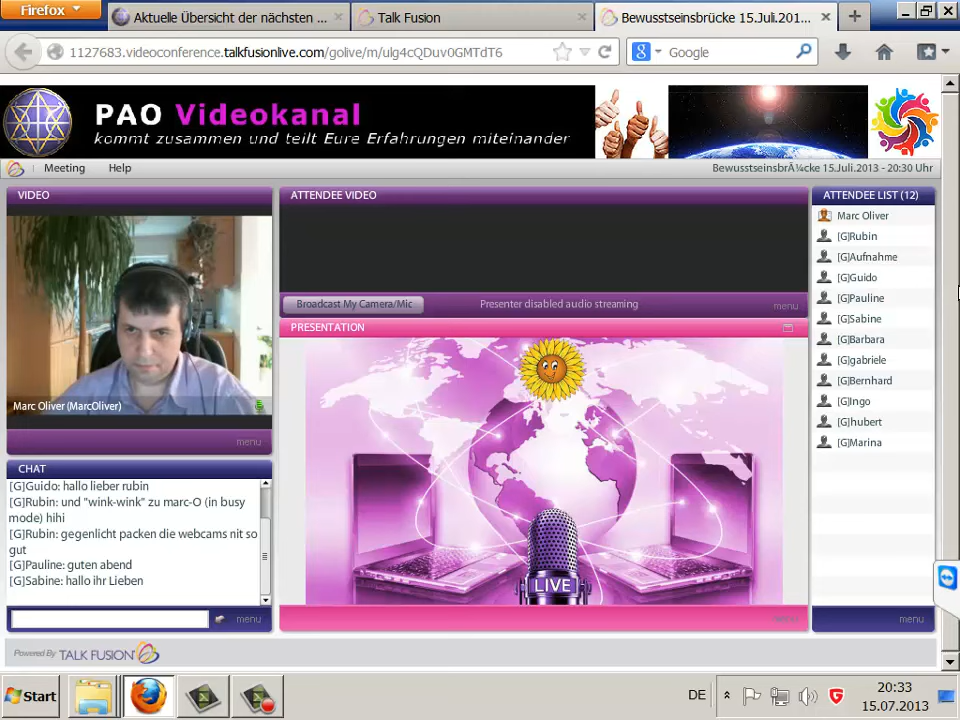 Firefox
Aktuelle Übersicht der nächsten ...
Talk Fusion
Bewusstseinsbrücke 15.Juli.201...
1127683.videoconference.talkfusionlive.com/golive/m/ulg4cQDuv0GMTdT6
Google
PAO Videokanal
kommt zusammen und teilt Eure Erfahrungen miteinander
Meeting
Help
BewusstseinsbrÃ¼cke 15.Juli.2013 - 20:30 Uhr
VIDEO
Marc Oliver (MarcOliver)
menu
ATTENDEE VIDEO
Broadcast My Camera/Mic
Presenter disabled audio streaming
menu
PRESENTATION
LIVE
menu
ATTENDEE LIST (12)
Marc Oliver
[G]Rubin
[G]Aufnahme
[G]Guido
[G]Pauline
[G]Sabine
[G]Barbara
[G]gabriele
[G]Bernhard
[G]Ingo
[G]hubert
[G]Marina
menu
CHAT
[G]Guido: hallo lieber rubin
[G]Rubin: und "wink-wink" zu marc-O (in busy
mode) hihi
[G]Rubin: gegenlicht packen die webcams nit so
gut
[G]Pauline: guten abend
[G]Sabine: hallo ihr Lieben
menu
Powered By TALK FUSION
Start
DE
20:33
15.07.2013